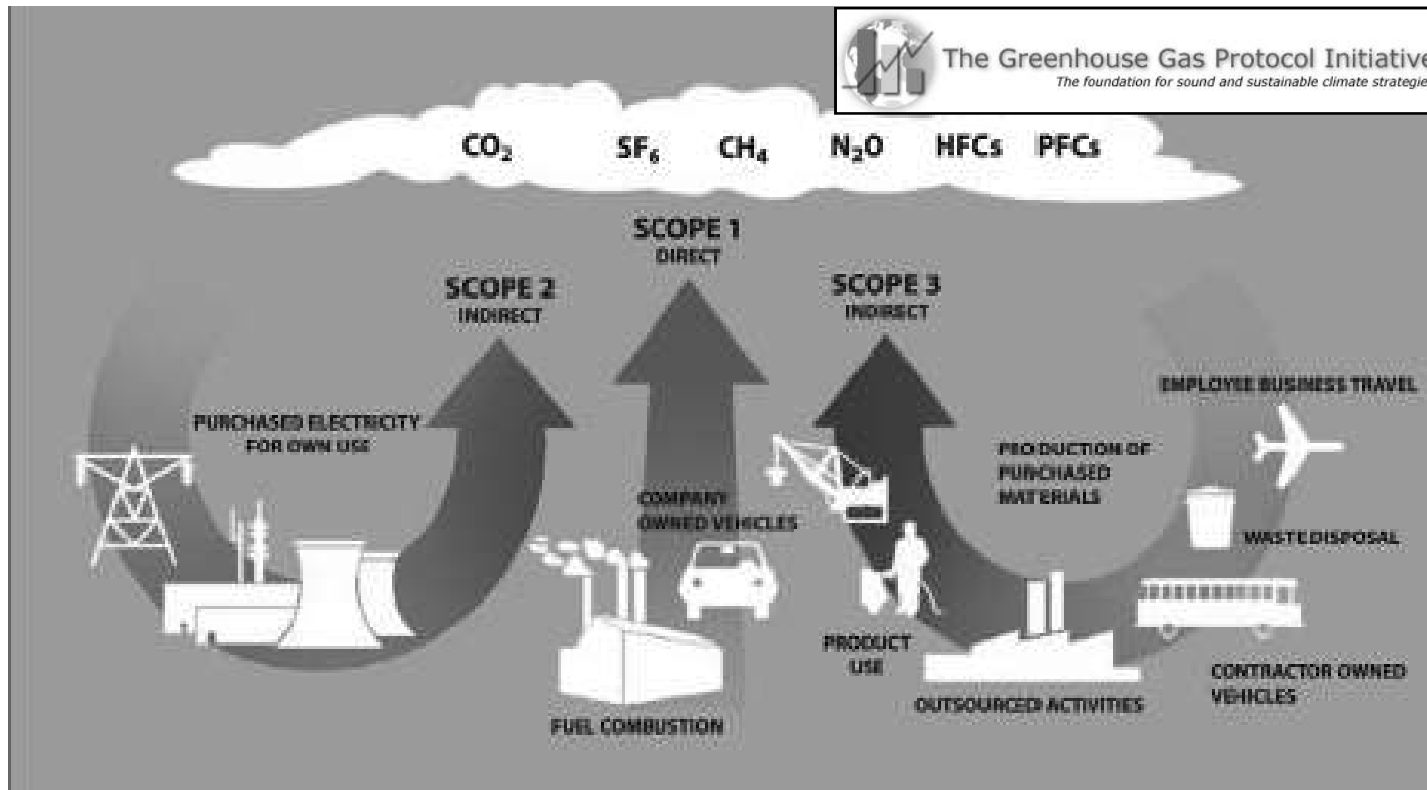 The Greenhouse Gas Protocol Initiative
The foundation for sound and sustainable climate strategie
CO₂ SF₆ CH₄ N₂O HFCs PFCs
SCOPE 1
DIRECT
SCOPE 2
INDIRECT
SCOPE 3
INDIRECT
PURCHASED ELECTRICITY
FOR OWN USE
COMPANY
OWNED VEHICLES
FUEL COMBUSTION
EMPLOYEE BUSINESS TRAVEL
PRODUCTION OF
PURCHASED
MATERIALS
WASTE DISPOSAL
PRODUCT
USE
OUTSOURCED ACTIVITIES
CONTRACTOR OWNED
VEHICLES